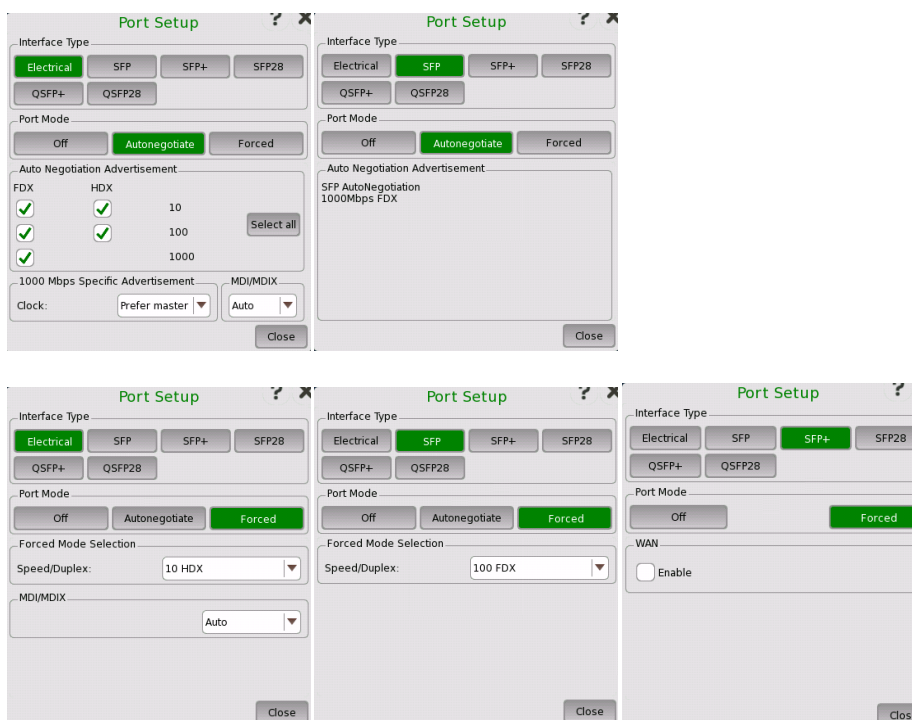 Port Setup ?
Interface Type
Electrical SFP SFP+ SFP28
QSFP+ QSFP28
Port Mode
Off Autonegotiate Forced
Auto Negotiation Advertisement
FDX HDX
10
100 Select all
1000
1000 Mbps Specific Advertisement MDI/MDIX
Clock: Prefer master Auto
Close
Port Setup ?
Interface Type
Electrical SFP SFP+ SFP28
QSFP+ QSFP28
Port Mode
Off Autonegotiate Forced
Auto Negotiation Advertisement
SFP AutoNegotiation
1000Mbps FDX
Close
Port Setup ?
Interface Type
Electrical SFP SFP+ SFP28
QSFP+ QSFP28
Port Mode
Off Autonegotiate Forced
Forced Mode Selection
Speed/Duplex: 10 HDX
MDI/MDIX
Auto
Close
Port Setup ?
Interface Type
Electrical SFP SFP+ SFP28
QSFP+ QSFP28
Port Mode
Off Autonegotiate Forced
Forced Mode Selection
Speed/Duplex: 100 FDX
Close
Port Setup ?
Interface Type
Electrical SFP SFP+ SFP28
QSFP+ QSFP28
Port Mode
Off Forced
WAN
Enable
Clos